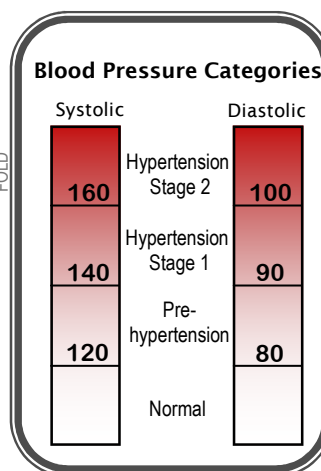 FOLD
Blood Pressure Categories
Systolic
Diastolic
Hypertension
Stage 2
160
100
Hypertension
Stage 1
140
90
Pre-
hypertension
120
80
Normal